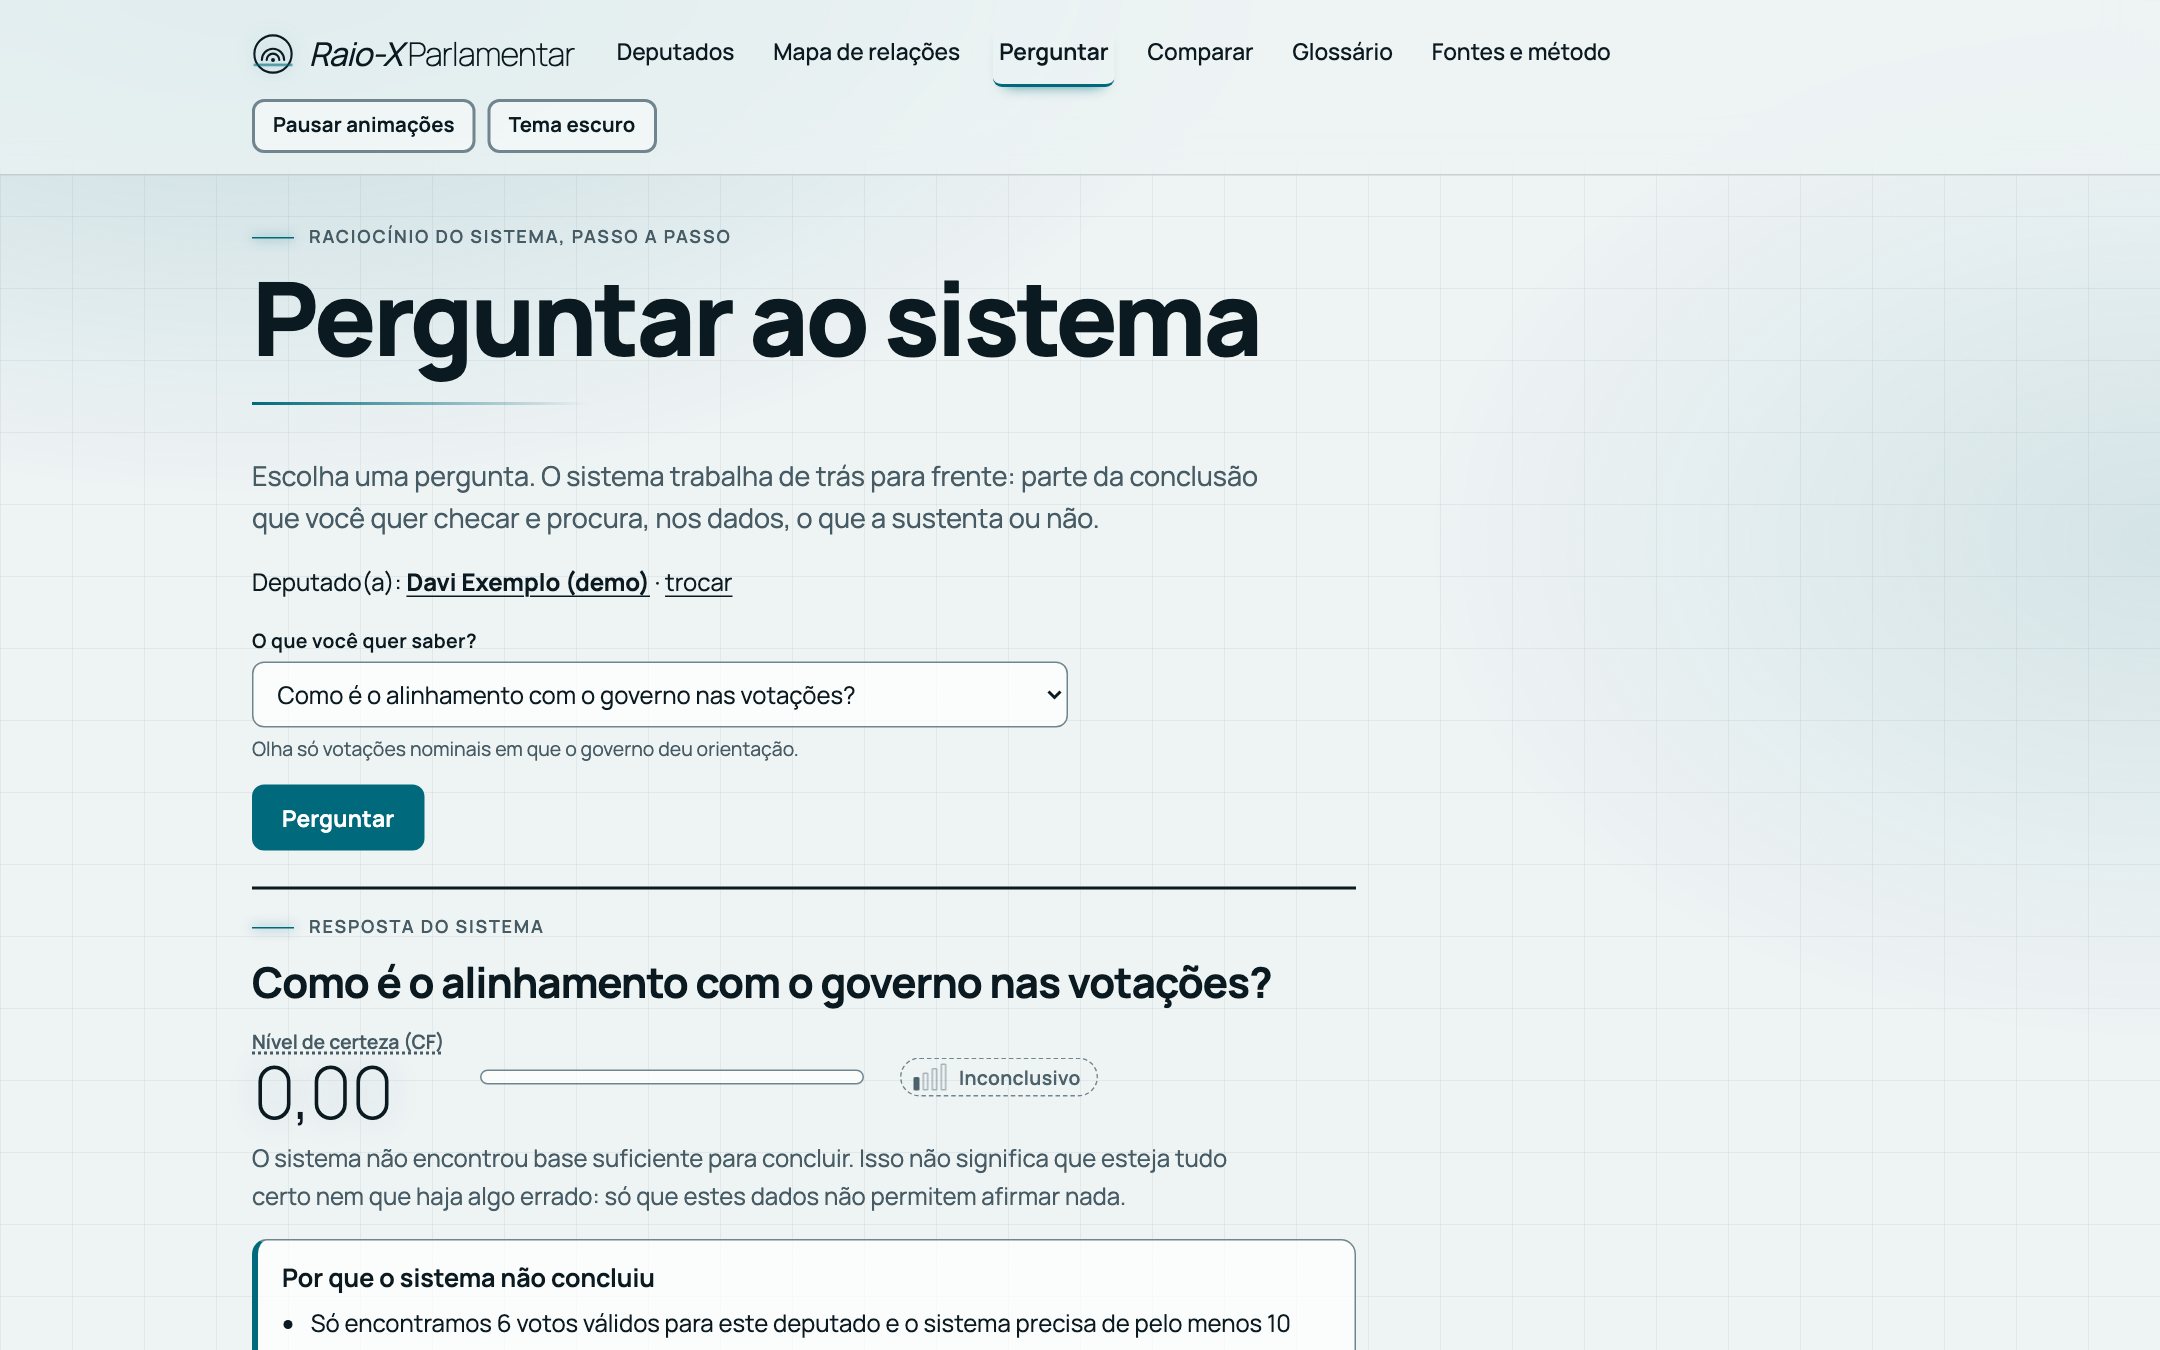 Raio-X Parlamentar Deputados Mapa de relações Perguntar Comparar Glossário Fontes e método
Pausar animações Tema escuro
RACIOCÍNIO DO SISTEMA, PASSO A PASSO
Perguntar ao sistema
Escolha uma pergunta. O sistema trabalha de trás para frente: parte da conclusão
que você quer checar e procura, nos dados, o que a sustenta ou não.
Deputado(a): Davi Exemplo (demo) · trocar
O que você quer saber?
Como é o alinhamento com o governo nas votações?
Olha só votações nominais em que o governo deu orientação.
Perguntar
RESPOSTA DO SISTEMA
Como é o alinhamento com o governo nas votações?
Nível de certeza (CF)
0,00 Inconclusivo
O sistema não encontrou base suficiente para concluir. Isso não significa que esteja tudo
certo nem que haja algo errado: só que estes dados não permitem afirmar nada.
Por que o sistema não concluiu
• Só encontramos 6 votos válidos para este deputado e o sistema precisa de pelo menos 10